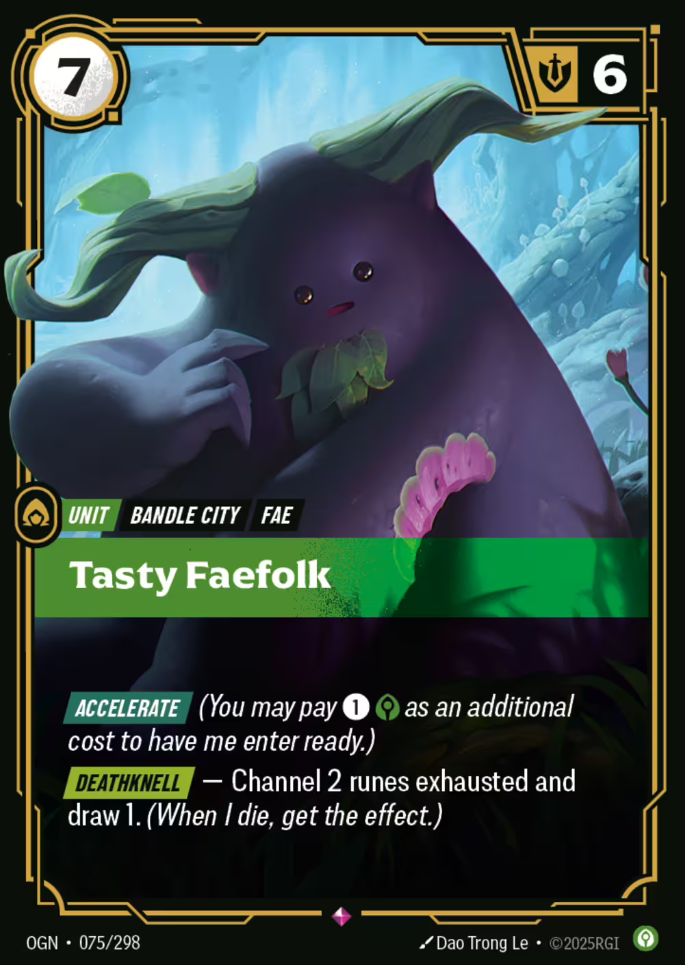 7
6
UNIT BANDLE CITY FAE
Tasty Faefolk
ACCELERATE (You may pay 1 as an additional
cost to have me enter ready.)
DEATHKNELL — Channel 2 runes exhausted and
draw 1. (When I die, get the effect.)
OGN • 075/298 Dao Trong Le • ©2025RGI